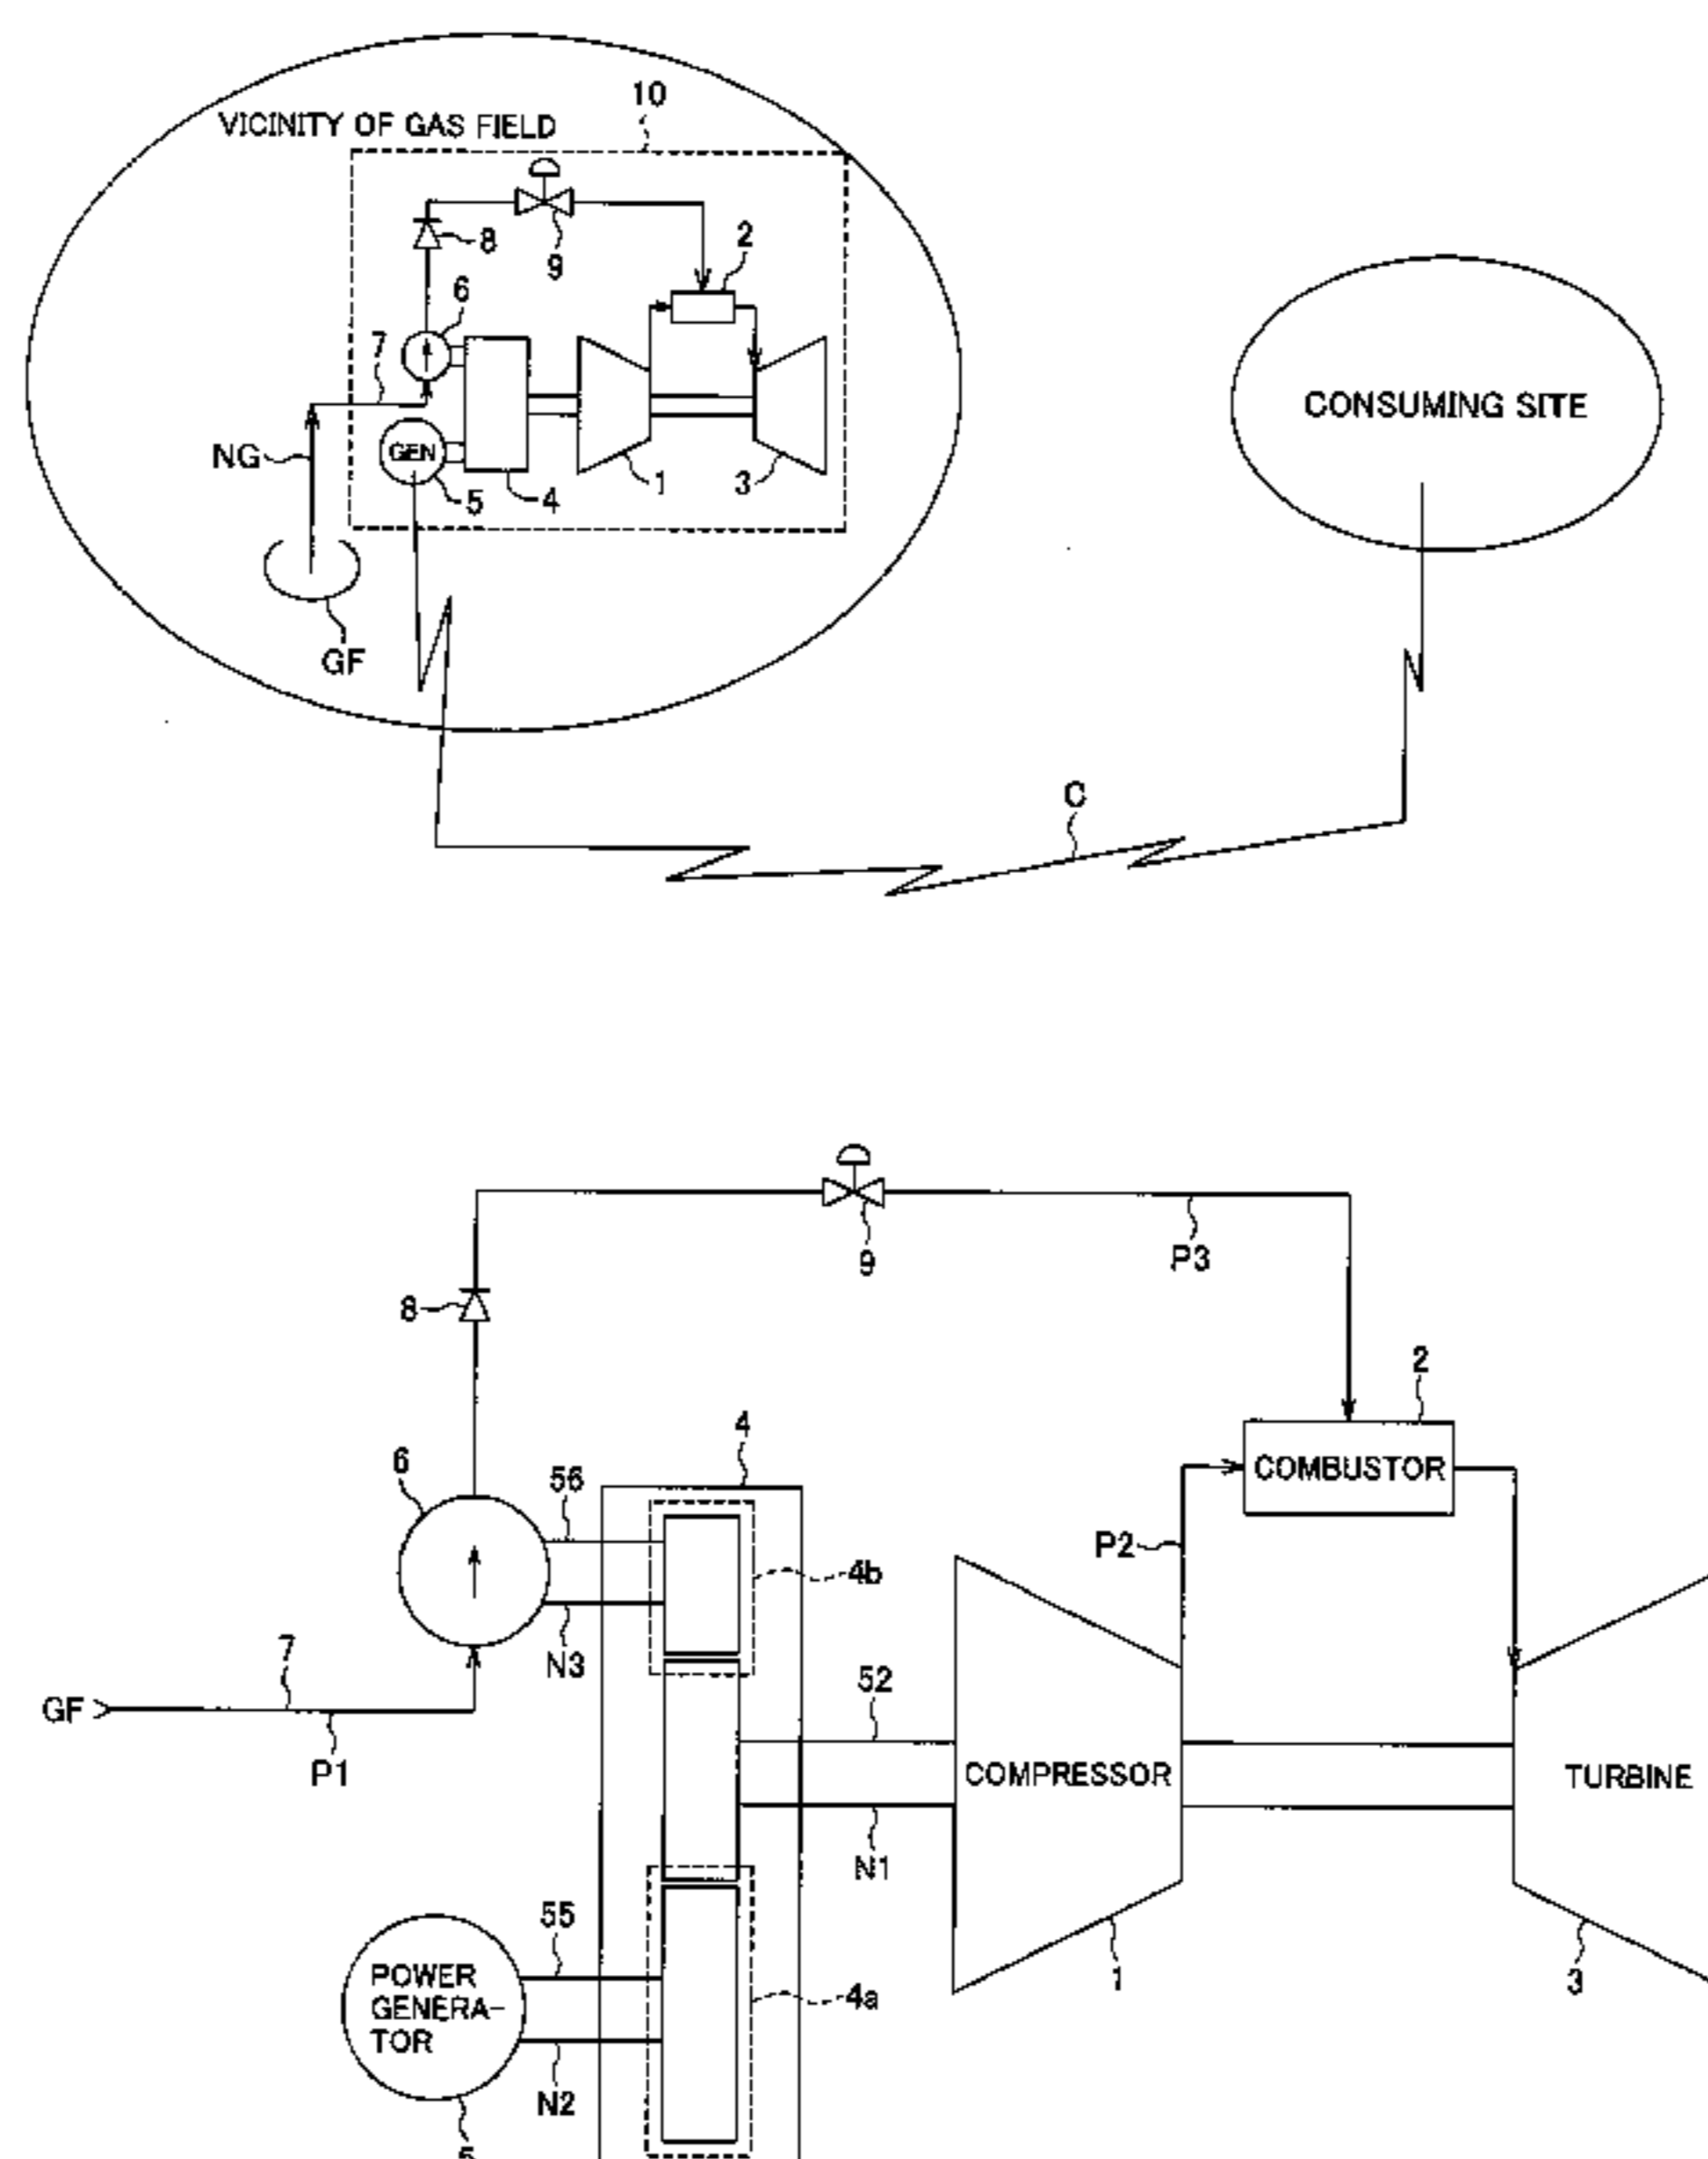 10
VICINITY OF GAS FIELD
8
9
2
6
7
NG
GEN
5
4
1
3
GF
CONSUMING SITE
C
9
P3
8
2
COMBUSTOR
4
6
56
P2
4b
N3
7
52
GF
P1
COMPRESSOR
TURBINE
N1
55
1
3
POWER
GENERA-
TOR
4a
N2
5